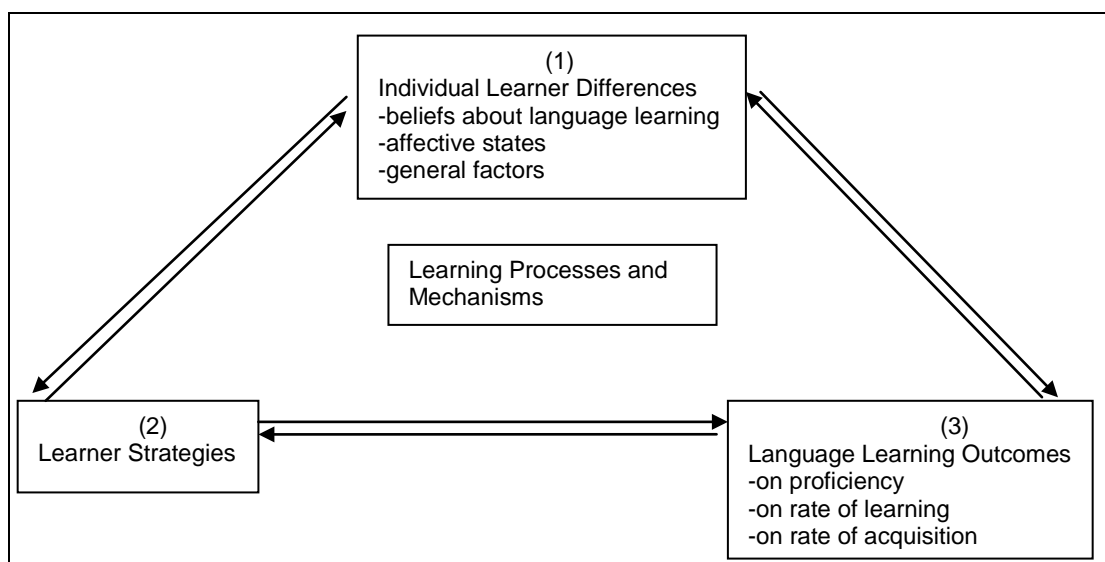 (1)
Individual Learner Differences
-beliefs about language learning
-affective states
-general factors
Learning Processes and
Mechanisms
(2)
Learner Strategies
(3)
Language Learning Outcomes
-on proficiency
-on rate of learning
-on rate of acquisition